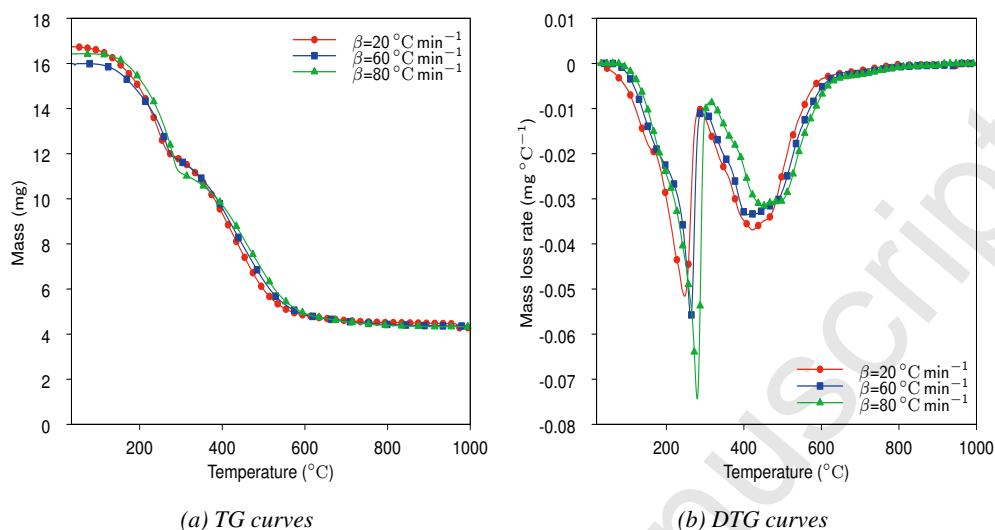 18
16
14
12
10
8
6
4
2
0
Mass (mg)
200 400 600 800 1000
Temperature (°C)
β=20 °C min⁻¹
β=60 °C min⁻¹
β=80 °C min⁻¹
(a) TG curves
0
-0.01
-0.02
-0.03
-0.04
-0.05
-0.06
-0.07
-0.08
Mass loss rate (mg °C⁻¹)
200 400 600 800 1000
Temperature (°C)
β=20 °C min⁻¹
β=60 °C min⁻¹
β=80 °C min⁻¹
(b) DTG curves
nuscript